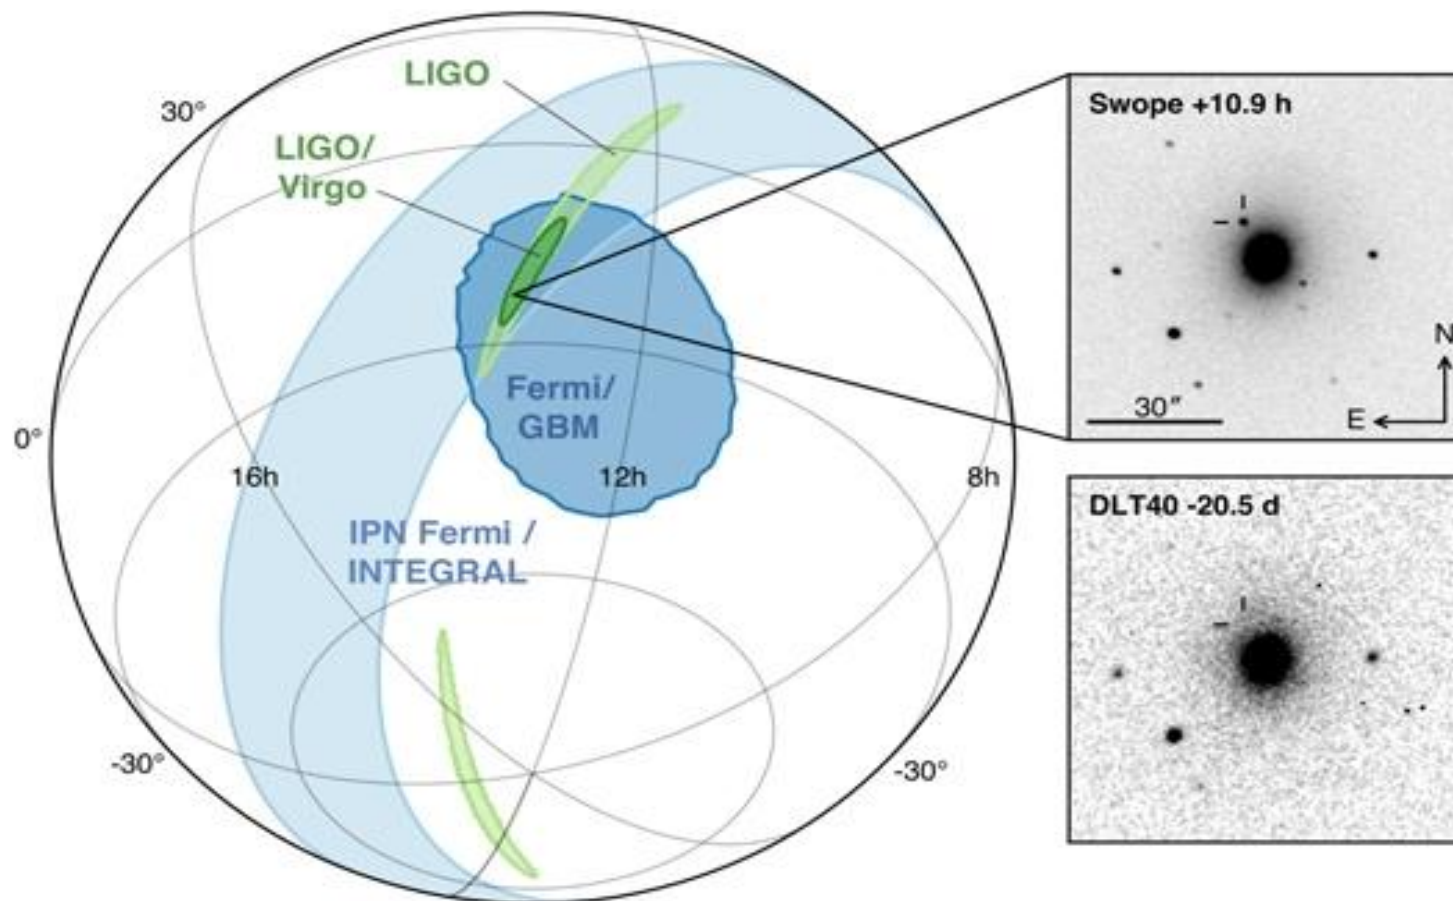 LIGO
30°
LIGO/
Virgo
Swope +10.9 h
N
30"
E
Fermi/
GBM
0°
16h
12h
8h
IPN Fermi /
INTEGRAL
DLT40 -20.5 d
-30°
-30°